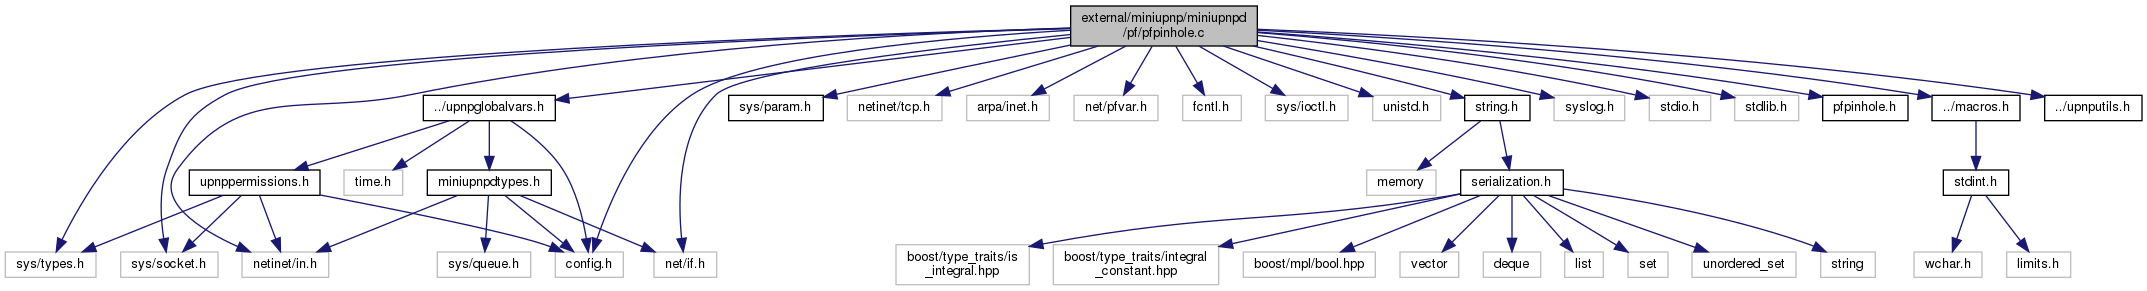 external/miniupnp/miniupnpd
/pf/pfpinhole.c
../upnpglobalvars.h
sys/param.h
netinet/tcp.h
arpa/inet.h
net/pfvar.h
fcntl.h
sys/ioctl.h
unistd.h
string.h
syslog.h
stdio.h
stdlib.h
pfpinhole.h
../macros.h
../upnputils.h
upnppermissions.h
time.h
miniupnpdtypes.h
memory
serialization.h
stdint.h
sys/types.h
sys/socket.h
netinet/in.h
sys/queue.h
config.h
net/if.h
boost/type_traits/is
_integral.hpp
boost/type_traits/integral
_constant.hpp
boost/mpl/bool.hpp
vector
deque
list
set
unordered_set
string
wchar.h
limits.h